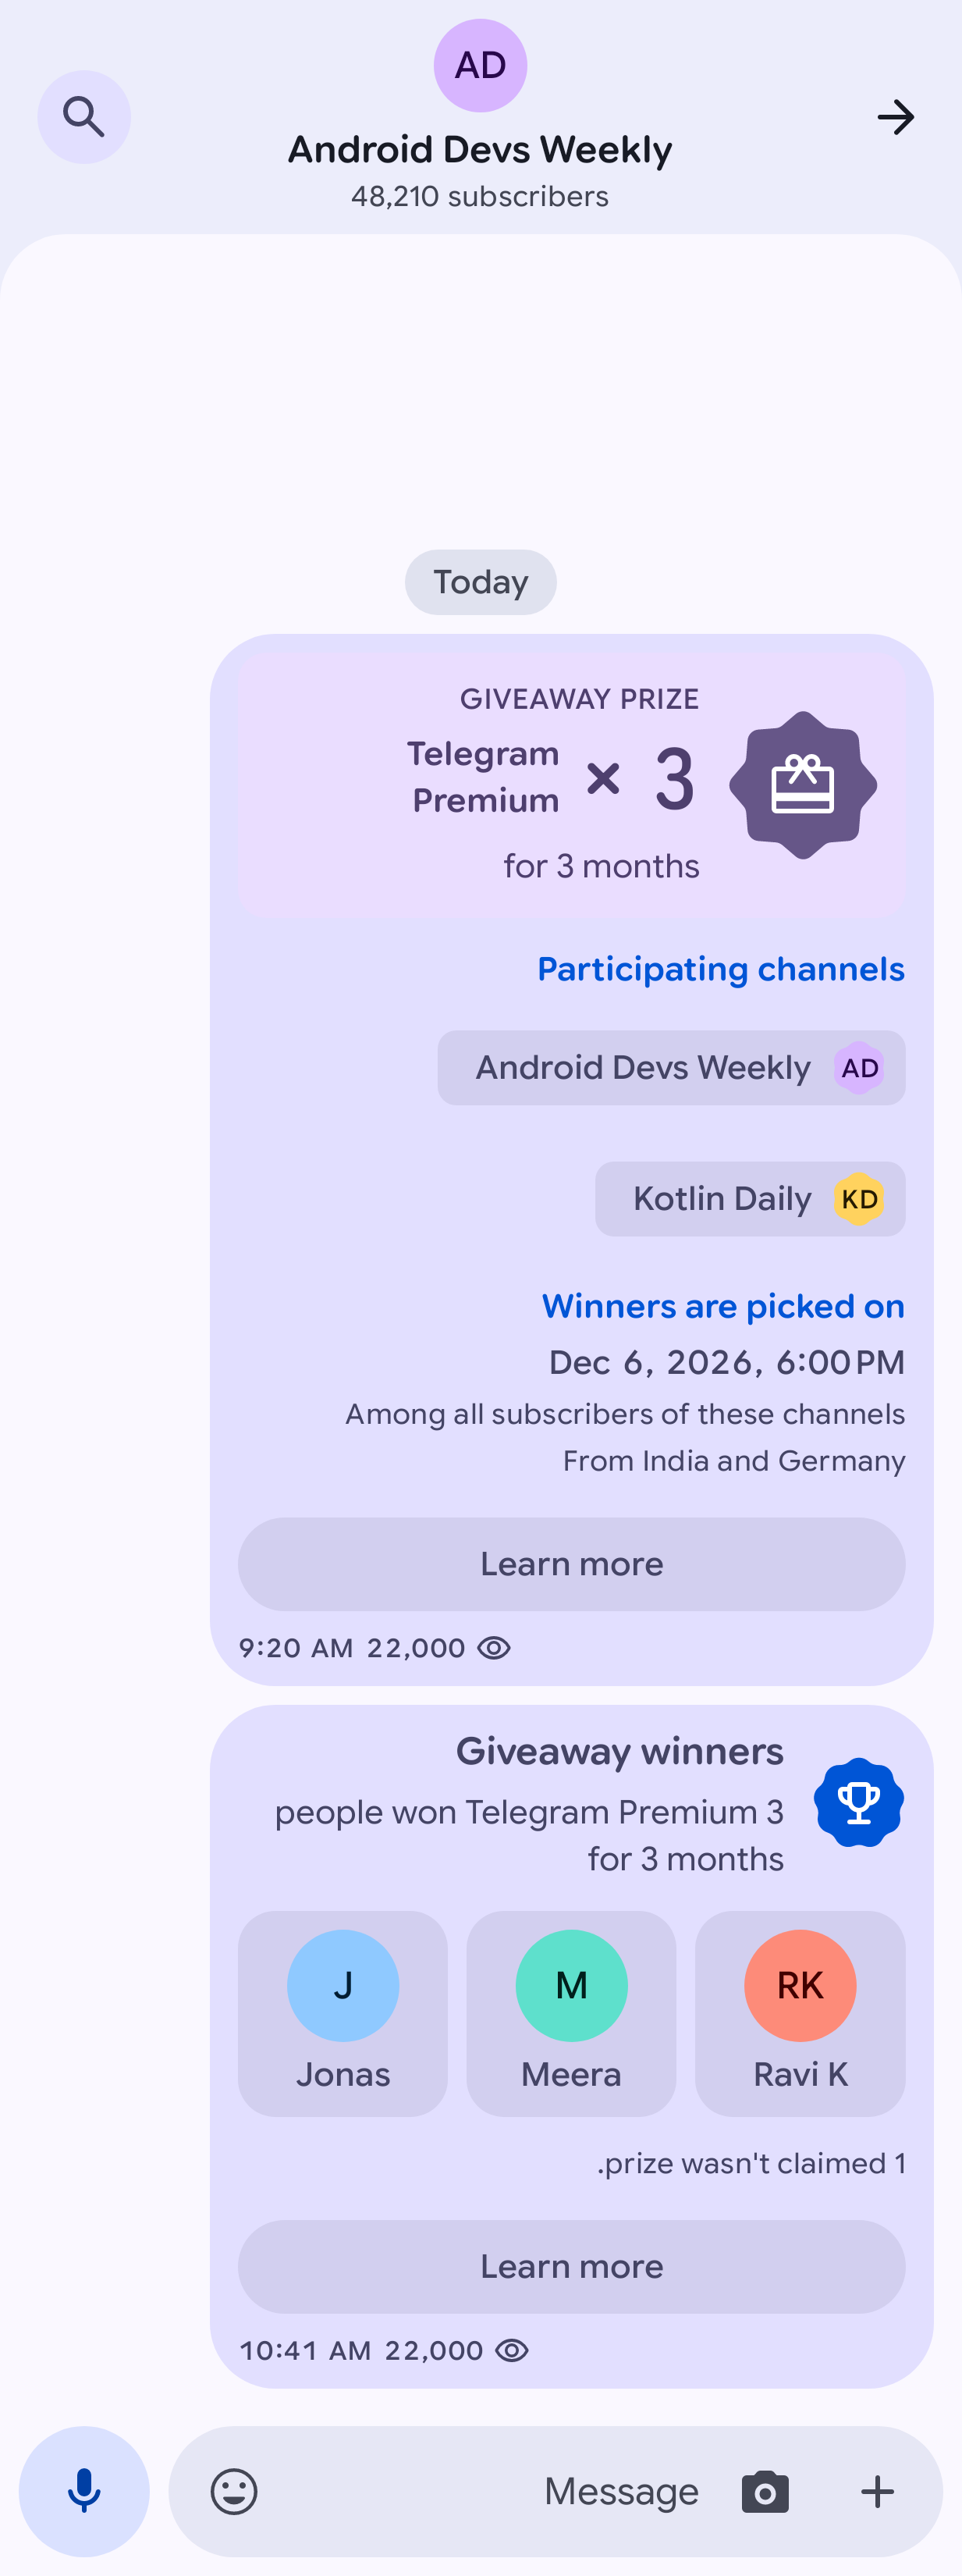 AD
Android Devs Weekly
48,210 subscribers
Today
GIVEAWAY PRIZE
Telegram
Premium
× 3
for 3 months
Participating channels
Android Devs Weekly AD
Kotlin Daily KD
Winners are picked on
Dec 6, 2026, 6:00 PM
Among all subscribers of these channels
From India and Germany
Learn more
9:20 AM 22,000
Giveaway winners
people won Telegram Premium 3
for 3 months
J
M
RK
Jonas
Meera
Ravi K
.prize wasn't claimed 1
Learn more
10:41 AM 22,000
Message